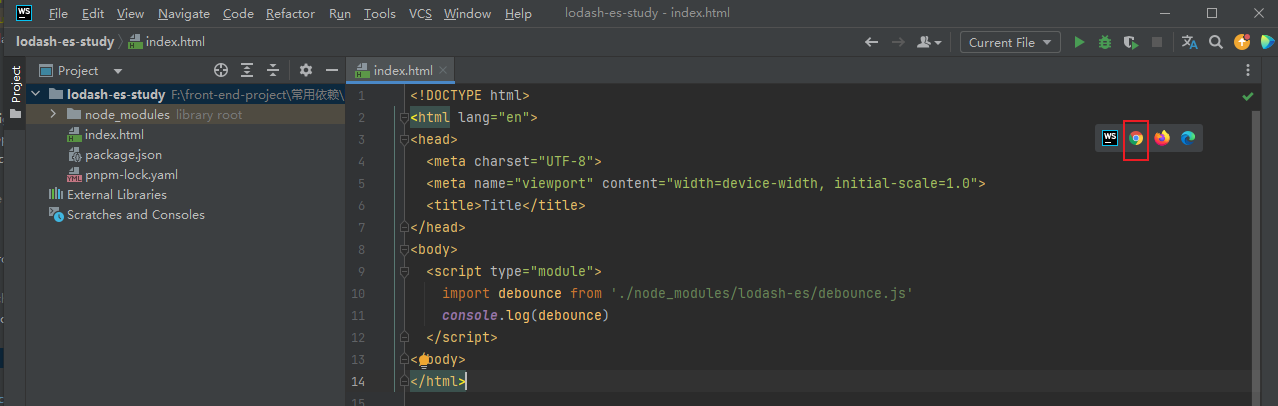 WS File Edit View Navigate Code Refactor Run Tools VCS Window Help lodash-es-study - index.html
lodash-es-study index.html Current File
Project
Project index.html
lodash-es-study F:\front-end-project\常用依赖\
node_modules library root
index.html
package.json
pnpm-lock.yaml
External Libraries
Scratches and Consoles
1 <!DOCTYPE html>
2 <html lang="en">
3 <head>
4 <meta charset="UTF-8">
5 <meta name="viewport" content="width=device-width, initial-scale=1.0">
6 <title>Title</title>
7 </head>
8 <body>
9 <script type="module">
10 import debounce from './node_modules/lodash-es/debounce.js'
11 console.log(debounce)
12 </script>
13 < body>
14 </html>
15
WS